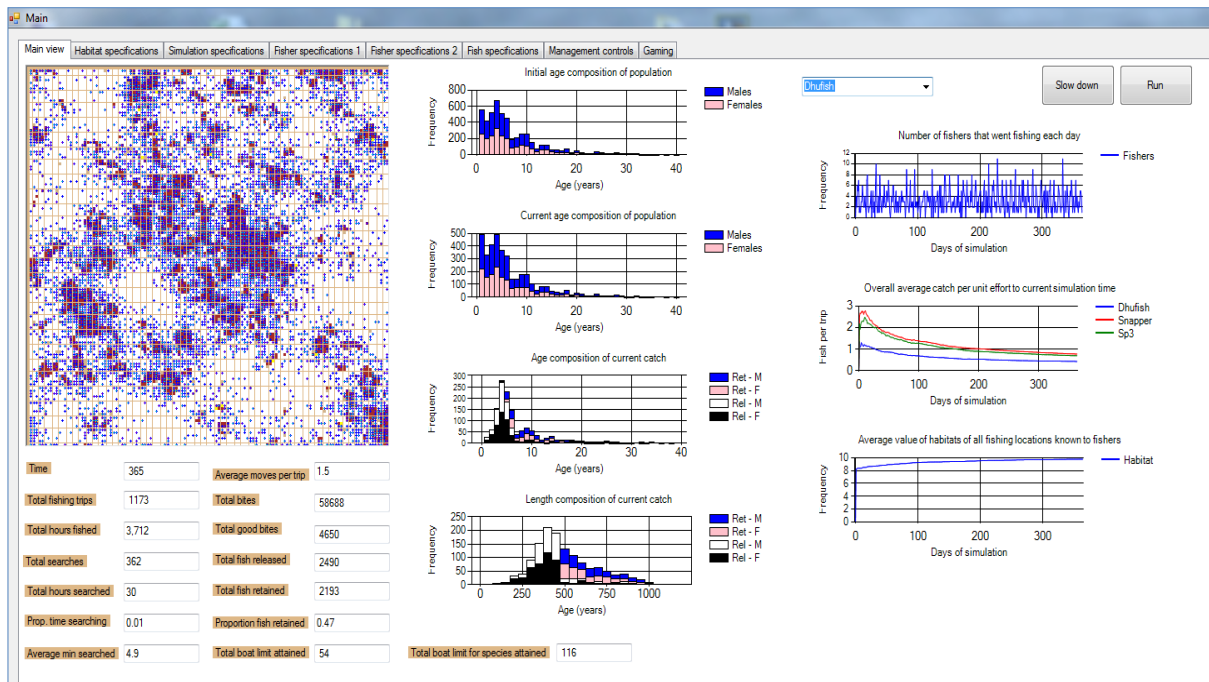 Main
Main view Habitat specifications Simulation specifications Fisher specifications 1 Fisher specifications 2 Fish specifications Management controls Gaming
Initial age composition of population
800
600
400
200
0
Frequency
0 10 20 30 40
Age (years)
Males
Females
Current age composition of population
500
400
300
200
100
0
Frequency
0 10 20 30 40
Age (years)
Males
Females
Age composition of current catch
300
250
200
150
100
50
0
Frequency
0 10 20 30 40
Age (years)
Ret - M
Ret - F
Rel - M
Rel - F
Length composition of current catch
250
200
150
100
50
0
Frequency
0 250 500 750 1000
Age (years)
Ret - M
Ret - F
Rel - M
Rel - F
Dhufish
Slow down Run
Number of fishers that went fishing each day
12
10
8
6
4
2
0
Frequency
0 100 200 300
Days of simulation
Fishers
Overall average catch per unit effort to current simulation time
3
2
1
0
Fish per trip
0 100 200 300
Days of simulation
Dhufish
Snapper
Sp3
Average value of habitats of all fishing locations known to fishers
10
8
6
4
2
0
Frequency
0 100 200 300
Days of simulation
Habitat
Time 365 Average moves per trip 1.5
Total fishing trips 1173 Total bites 58688
Total hours fished 3,712 Total good bites 4650
Total searches 362 Total fish released 2490
Total hours searched 30 Total fish retained 2193
Prop. time searching 0.01 Proportion fish retained 0.47
Average min searched 4.9 Total boat limit attained 54 Total boat limit for species attained 116